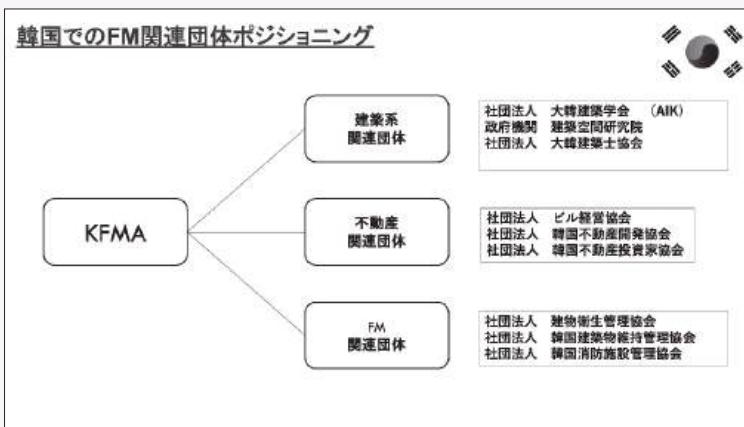 韓国でのFM関連団体ポジショニング
建築系
関連団体
社団法人 大韓建築学会 (AIK)
政府機関 建築空間研究院
社団法人 大韓建築士協会
KFMA
不動産
関連団体
社団法人 ビル経営協会
社団法人 韓国不動産開発協会
社団法人 韓国不動産投資家協会
FM
関連団体
社団法人 建物衛生管理協会
社団法人 韓国建築物維持管理協会
社団法人 韓国消防施設管理協会